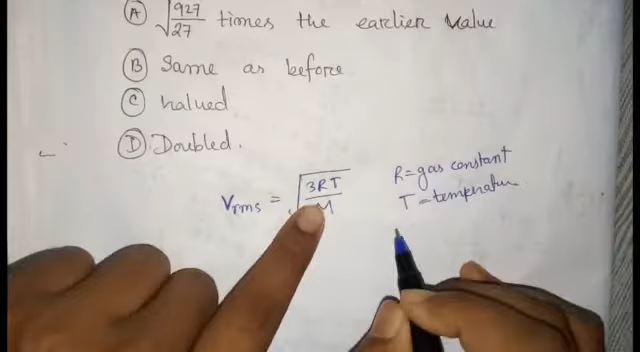 (A) √927/27 times the earlier value
(B) Same as before
(C) halved
(D) Doubled.
Vrms = √3RT/M
R = gas constant
T = temperature